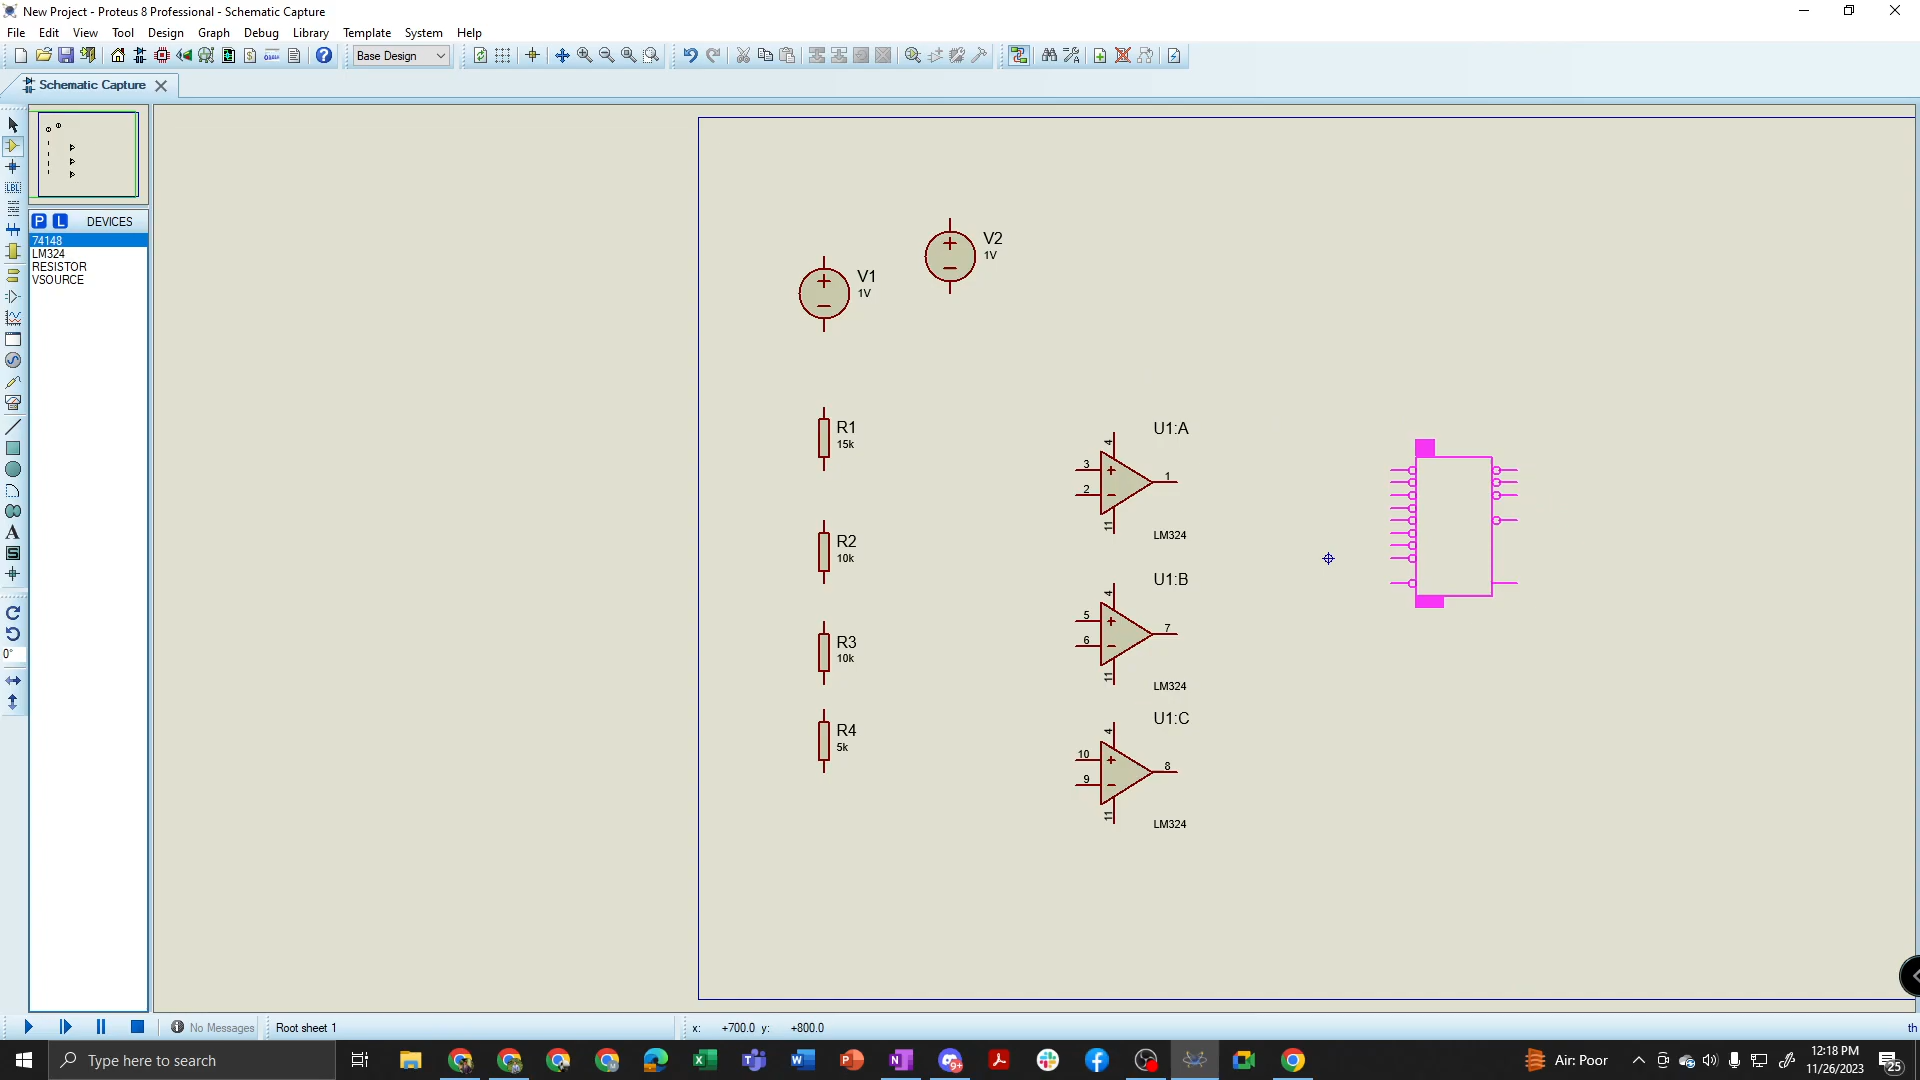 New Project - Proteus 8 Professional - Schematic Capture
File Edit View Tool Design Graph Debug Library Template System Help
Base Design
Schematic Capture
LBL
P L DEVICES
74148
LM324
RESISTOR
VSOURCE
A
S
0°
V2
1V
V1
1V
R1
15k
R2
10k
R3
10k
R4
5k
U1:A
4
3
2
1
11
LM324
U1:B
4
5
6
7
11
LM324
U1:C
4
10
9
8
11
LM324
No Messages
Root sheet 1
x: +700.0 y: +800.0
th
Type here to search
9+
Air: Poor
12:18 PM
11/26/2023
25